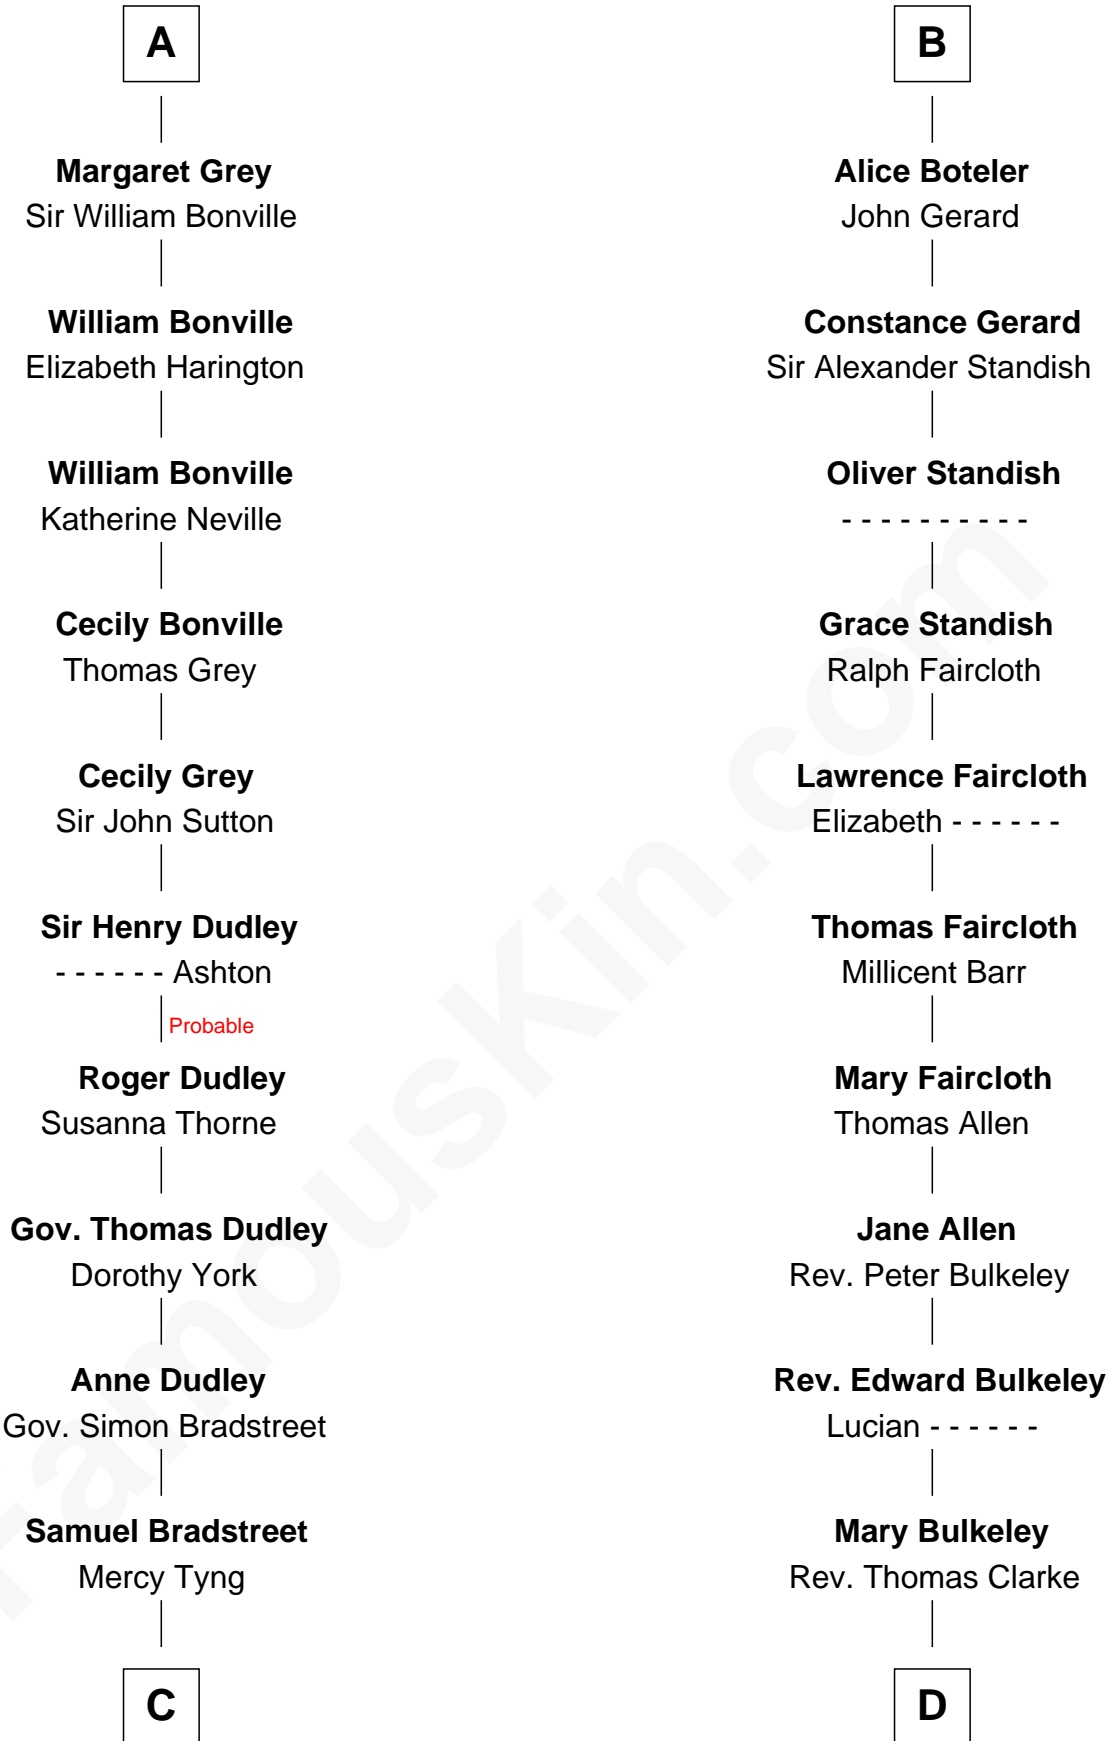 A
Margaret Grey
Sir William Bonville
William Bonville
Elizabeth Harington
William Bonville
Katherine Neville
Cecily Bonville
Thomas Grey
Cecily Grey
Sir John Sutton
Sir Henry Dudley
- - - - - - Ashton
Probable
Roger Dudley
Susanna Thorne
Gov. Thomas Dudley
Dorothy York
Anne Dudley
Gov. Simon Bradstreet
Samuel Bradstreet
Mercy Tyng
C
B
Alice Boteler
John Gerard
Constance Gerard
Sir Alexander Standish
Oliver Standish
- - - - - - - - - -
Grace Standish
Ralph Faircloth
Lawrence Faircloth
Elizabeth - - - - - -
Thomas Faircloth
Millicent Barr
Mary Faircloth
Thomas Allen
Jane Allen
Rev. Peter Bulkeley
Rev. Edward Bulkeley
Lucian - - - - - -
Mary Bulkeley
Rev. Thomas Clarke
D
FamousKin.com